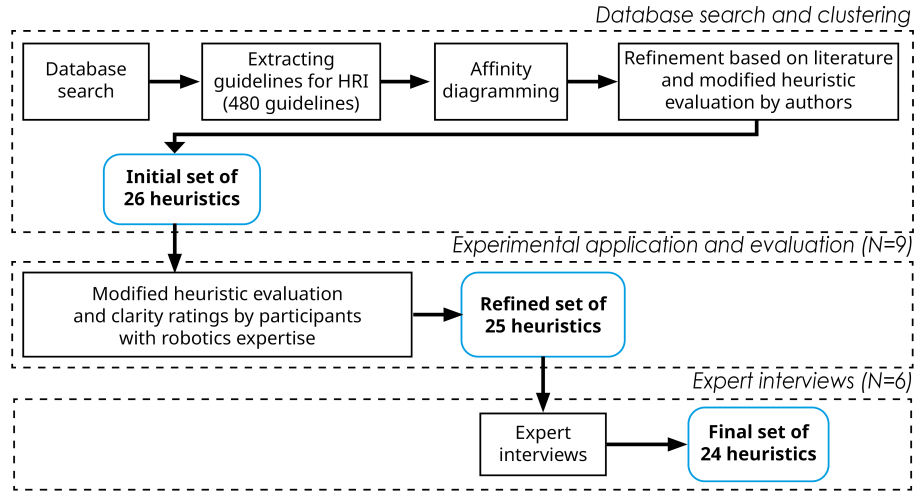 Database search and clustering
Database
search
Extracting
guidelines for HRI
(480 guidelines)
Affinity
diagramming
Refinement based on literature
and modified heuristic
evaluation by authors
Initial set of
26 heuristics
Experimental application and evaluation (N=9)
Modified heuristic evaluation
and clarity ratings by participants
with robotics expertise
Refined set of
25 heuristics
Expert interviews (N=6)
Expert
interviews
Final set of
24 heuristics